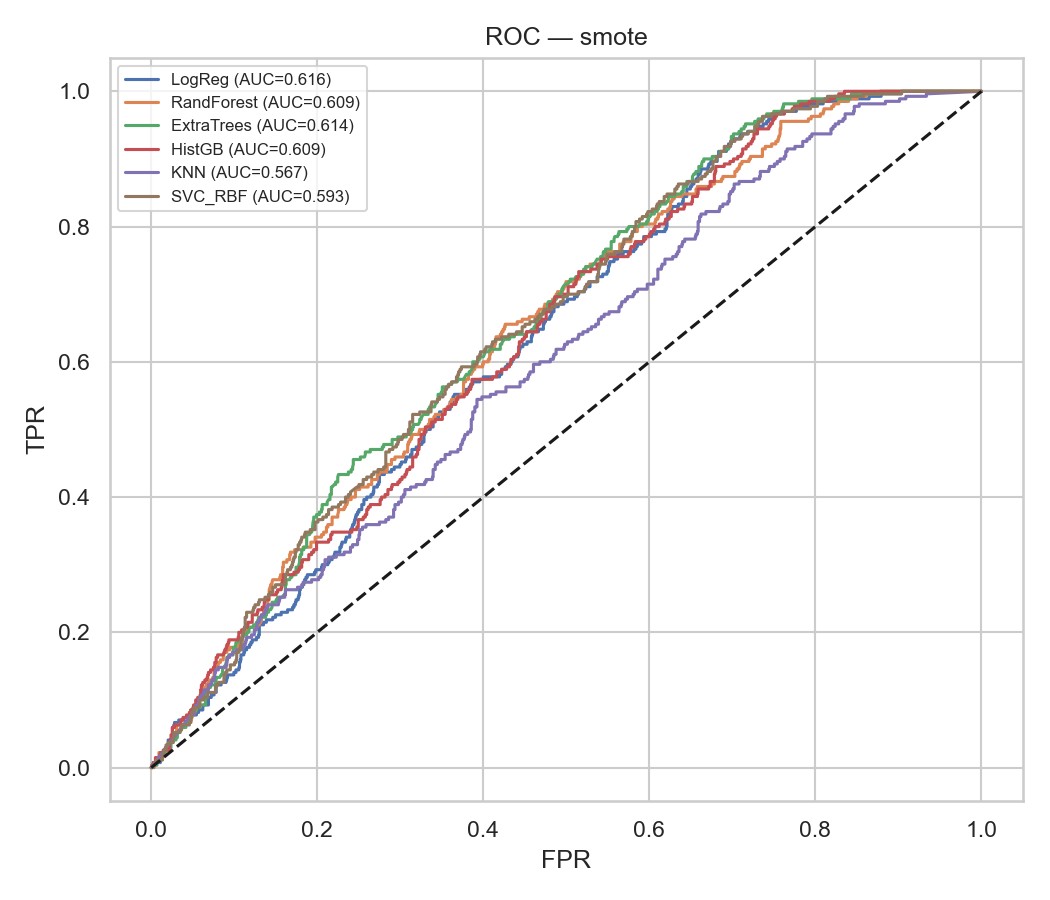 ROC — smote
LogReg (AUC=0.616)
RandForest (AUC=0.609)
ExtraTrees (AUC=0.614)
HistGB (AUC=0.609)
KNN (AUC=0.567)
SVC_RBF (AUC=0.593)
1.0
0.8
0.6
0.4
0.2
0.0
TPR
0.0 0.2 0.4 0.6 0.8 1.0
FPR